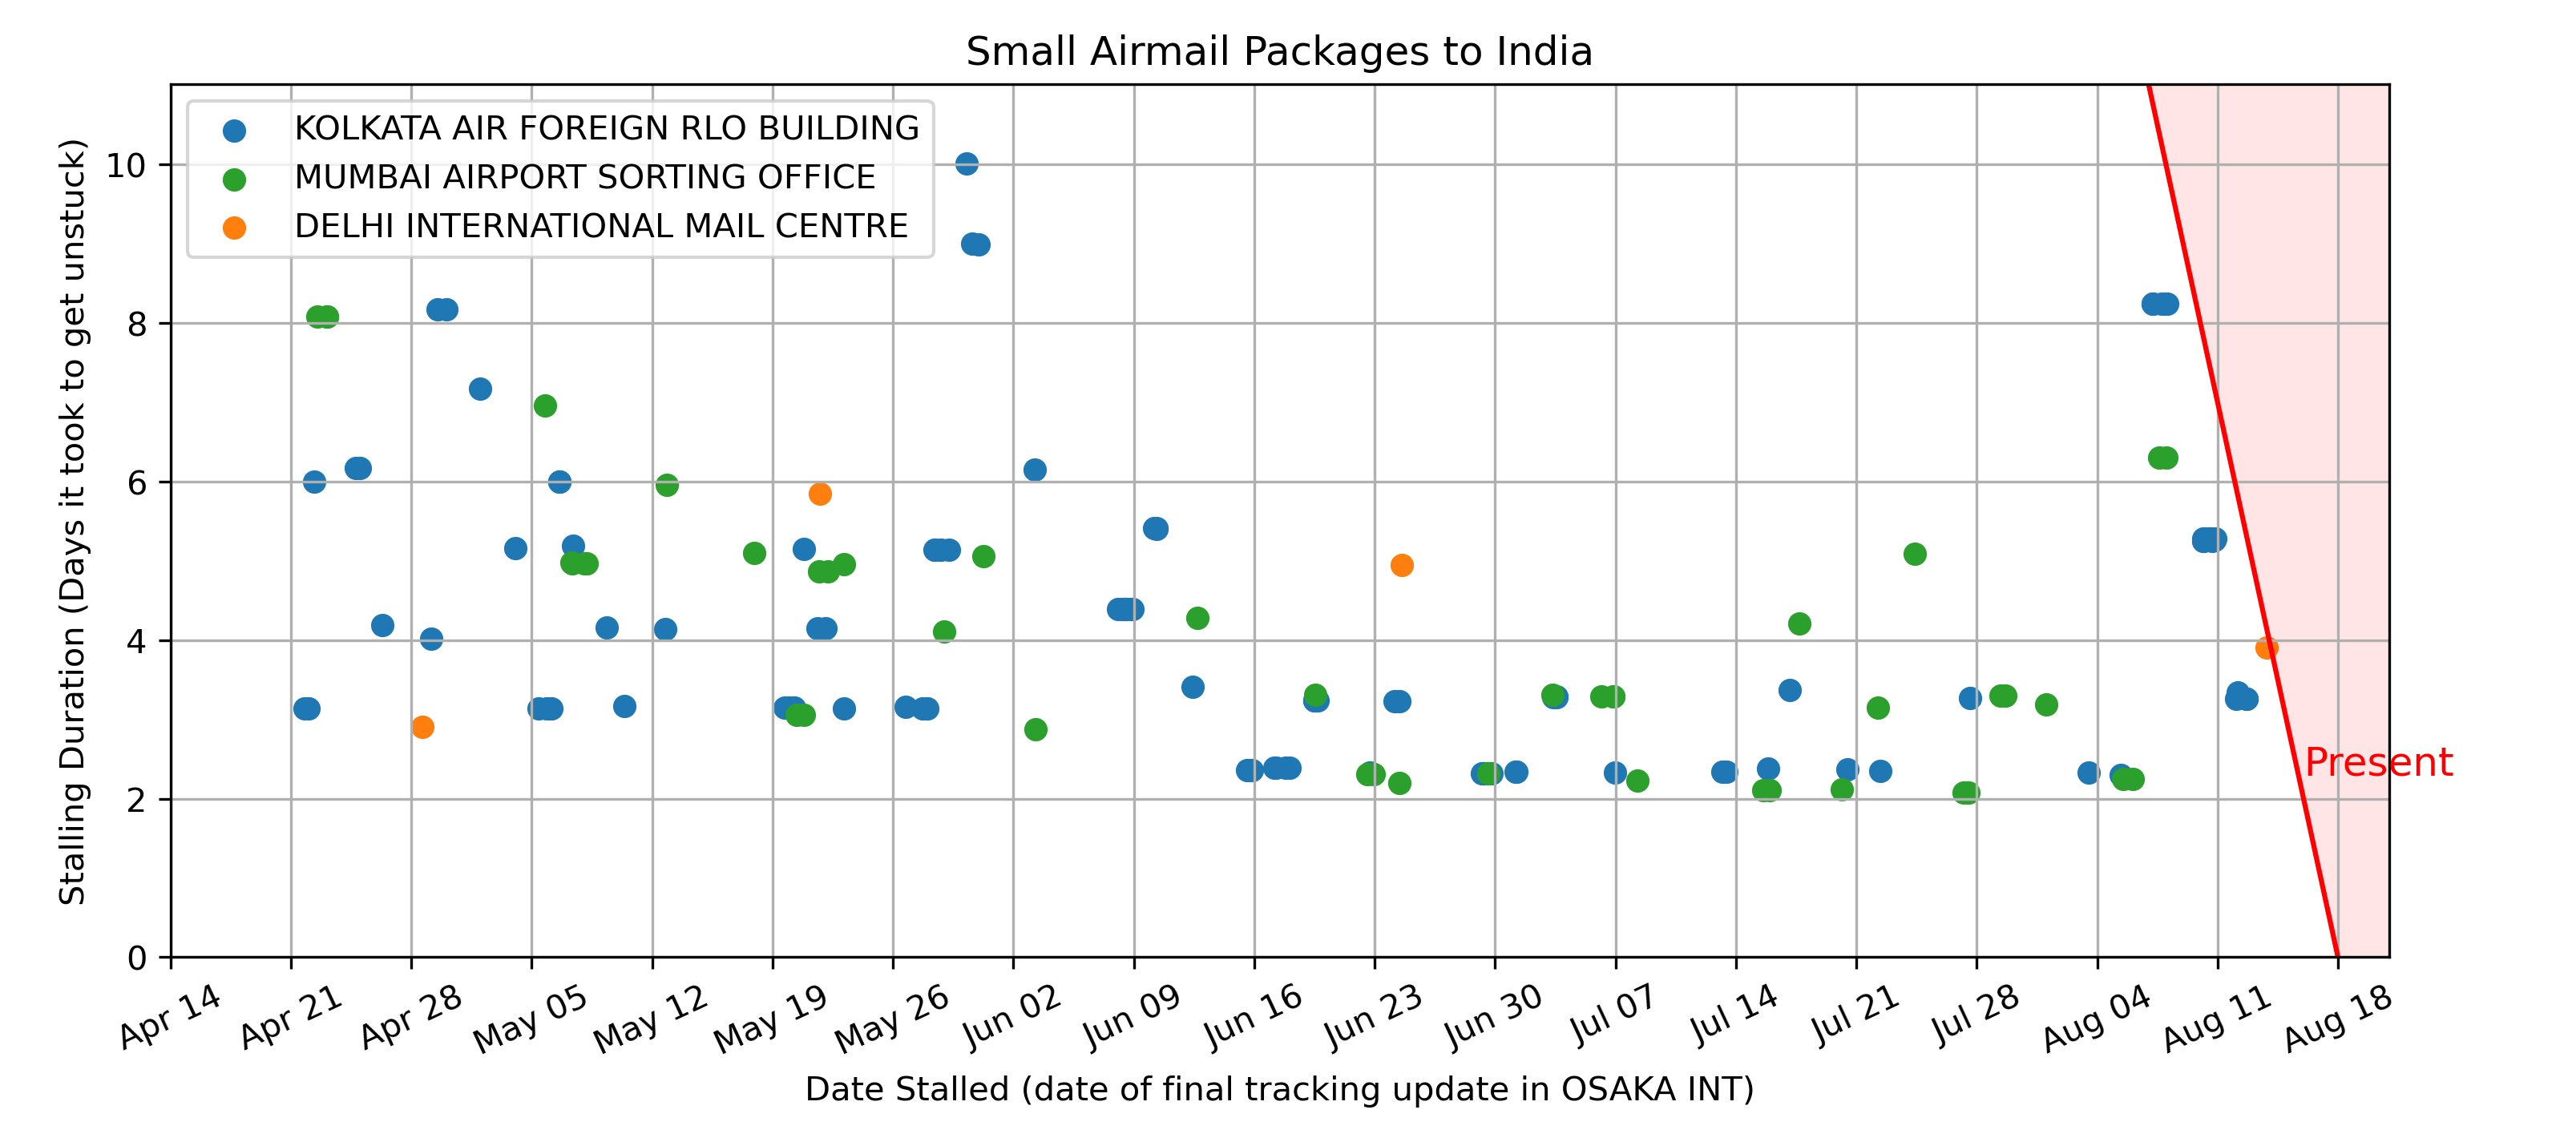 Small Airmail Packages to India
KOLKATA AIR FOREIGN RLO BUILDING
MUMBAI AIRPORT SORTING OFFICE
DELHI INTERNATIONAL MAIL CENTRE
Stalling Duration (Days it took to get unstuck)
10
8
6
4
2
0
Present
Apr 14
Apr 21
Apr 28
May 05
May 12
May 19
May 26
Jun 02
Jun 09
Jun 16
Jun 23
Jun 30
Jul 07
Jul 14
Jul 21
Jul 28
Aug 04
Aug 11
Aug 18
Date Stalled (date of final tracking update in OSAKA INT)